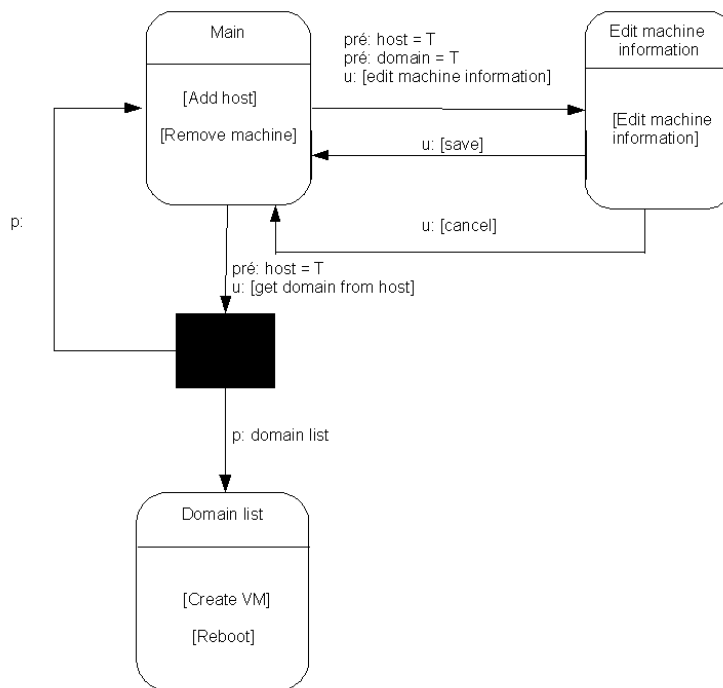 Main
[Add host]
[Remove machine]
pré: host = T
pré: domain = T
u: [edit machine information]
Edit machine
information
[Edit machine
information]
u: [save]
u: [cancel]
p:
pré: host = T
u: [get domain from host]
p: domain list
Domain list
[Create VM]
[Reboot]